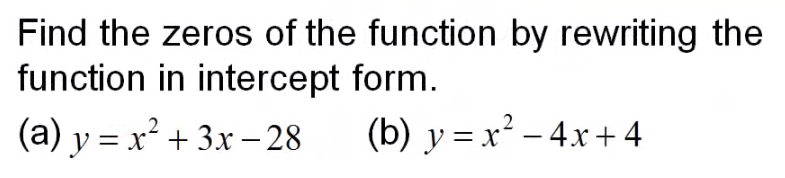 Find the zeros of the function by rewriting the
function in intercept form.
(a) y = x² + 3x – 28 (b) y = x² – 4x + 4